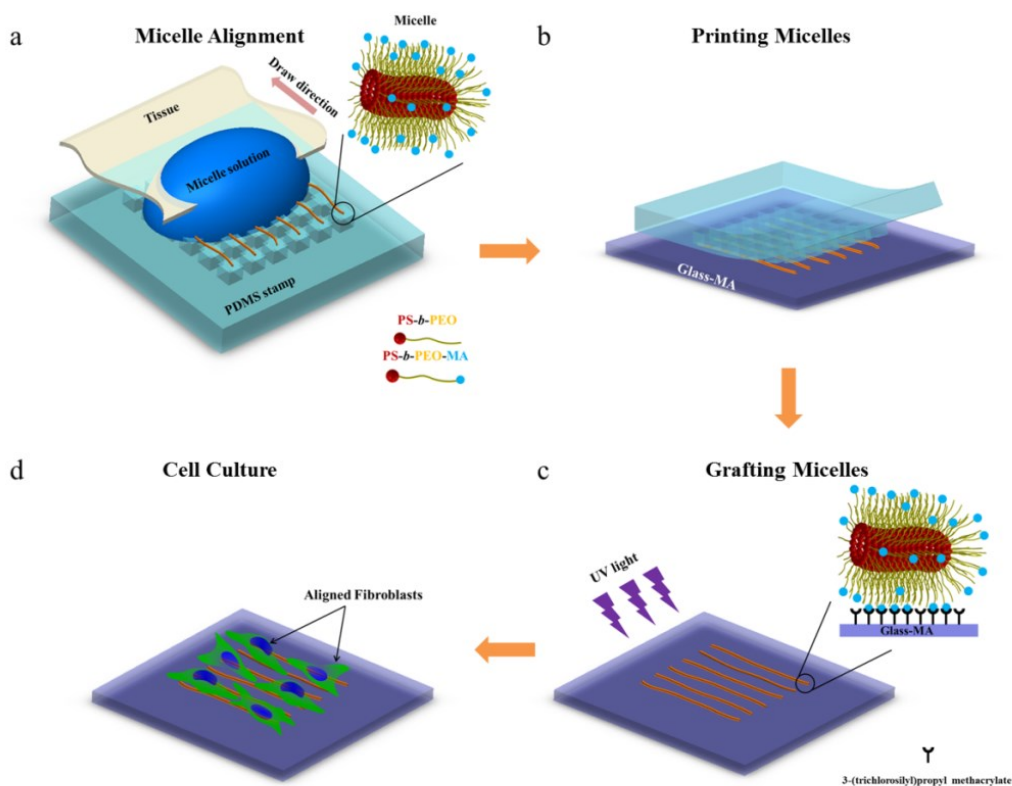 a
Micelle Alignment
Micelle
Draw direction
Tissue
Micelle solution
PDMS stamp
PS-b-PEO
PS-b-PEO-MA
b
Printing Micelles
Glass-MA
c
Grafting Micelles
UV light
Glass-MA
3-(trichlorosilyl)propyl methacrylate
d
Cell Culture
Aligned Fibroblasts